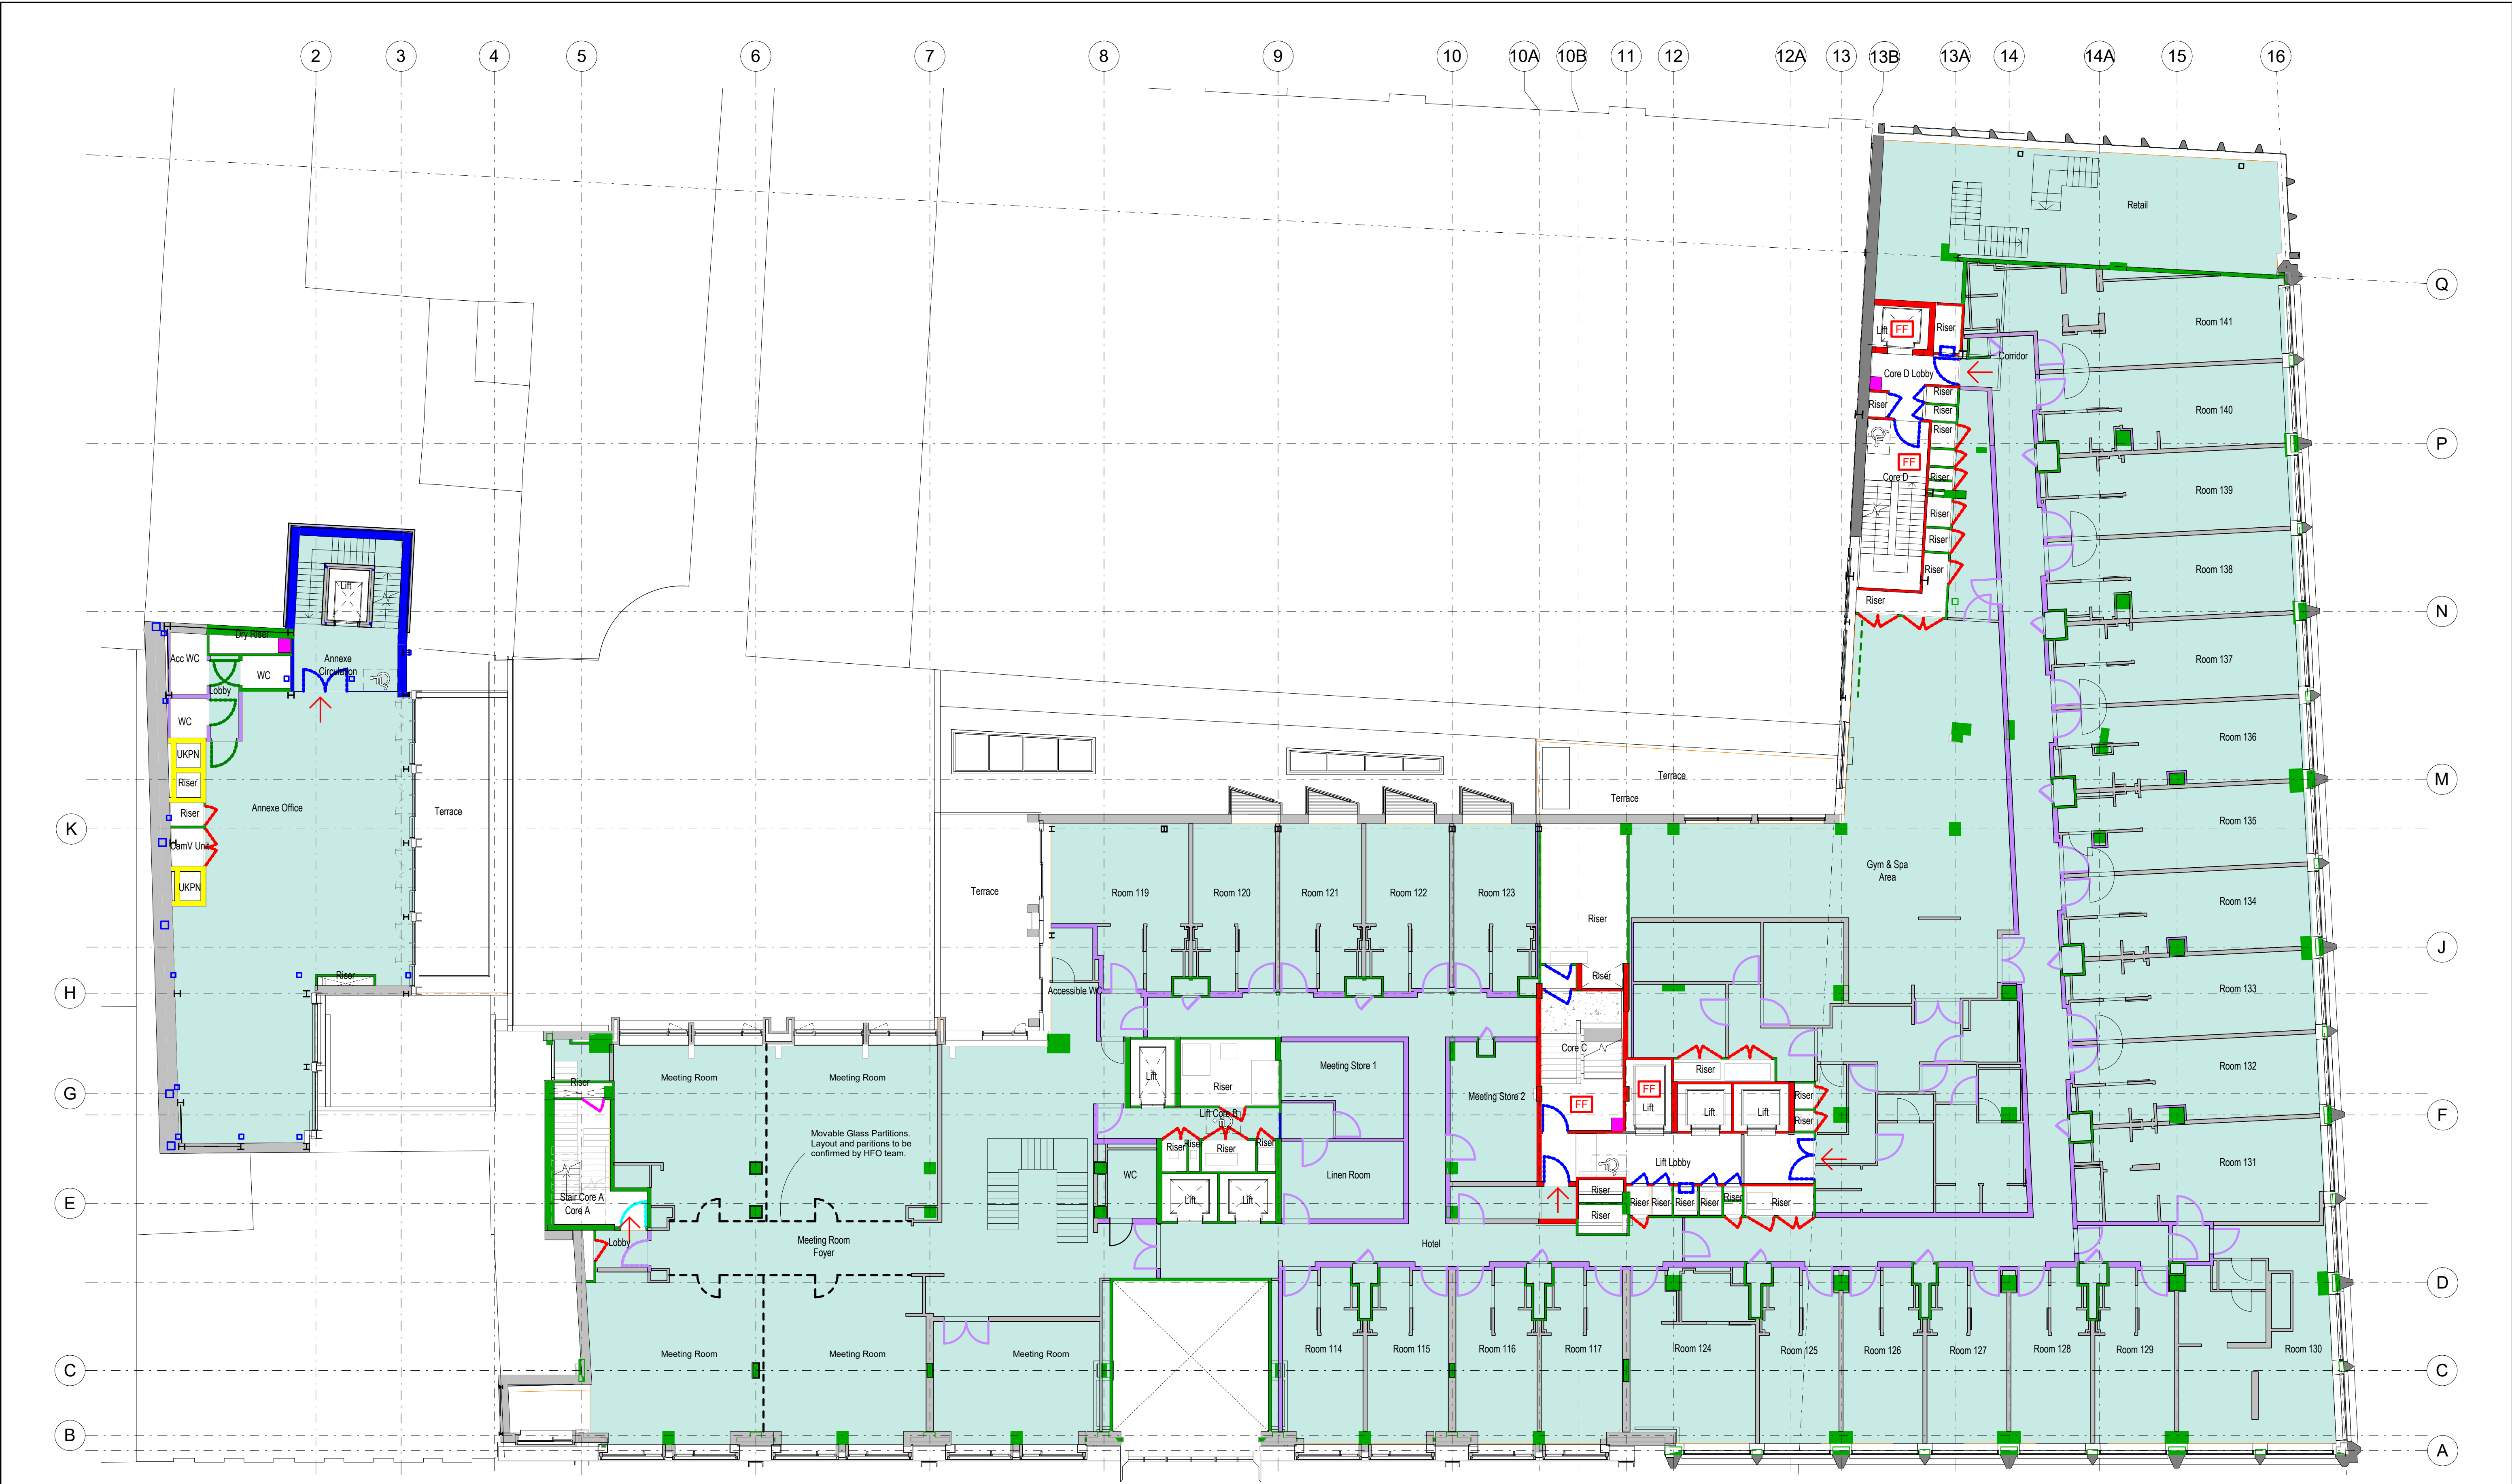 2
3
4
5
6
7
8
9
10
10A
10B
11
12
12A
13
13B
13A
14
14A
15
16
Retail
Q
Room 141
Lift
FF
Riser
Corridor
Core D Lobby
Riser
Riser
Riser
Room 140
Riser
P
FF
Core D
Riser
Room 139
Riser
Riser
Room 138
Riser
Lift
Riser
N
Dry Riser
Acc WC
Annexe
Circulation
WC
Lobby
Room 137
WC
UKPN
Riser
Room 136
Terrace
M
Terrace
Annexe Office
Riser
Terrace
K
Room 135
CamV Unit
Gym & Spa
Area
UKPN
Terrace
Room 119
Room 120
Room 121
Room 122
Room 123
Room 134
Riser
J
Riser
Riser
H
Accessible WC
Room 133
Core C
Meeting Room
Meeting Room
Meeting Store 1
Room 132
Riser
Lift
Riser
Riser
FF
G
Meeting Store 2
Riser
FF
Lift
Lift
Lift
Lift Core B
Riser
F
Movable Glass Partitions.
Layout and paritions to be
confirmed by HFO team.
Riser
Riser
Riser
Riser
Lift Lobby
Room 131
WC
Linen Room
Riser
Stair Core A
Core A
Lift
Lift
Riser
Riser
Riser
Riser
Riser
Riser
Riser
E
Lobby
Meeting Room
Foyer
Hotel
D
Meeting Room
Meeting Room
Meeting Room
Room 114
Room 115
Room 116
Room 117
Room 124
Room 125
Room 126
Room 127
Room 128
Room 129
Room 130
C
C
B
A